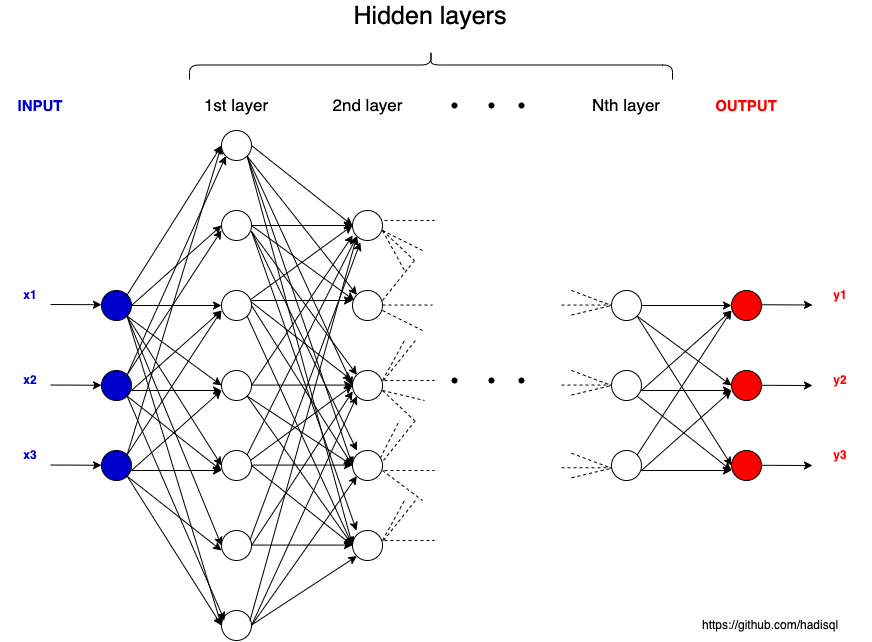 Hidden layers
INPUT
1st layer
2nd layer
• • •
Nth layer
OUTPUT
x1
y1
x2
• • •
y2
x3
y3
https://github.com/hadisql